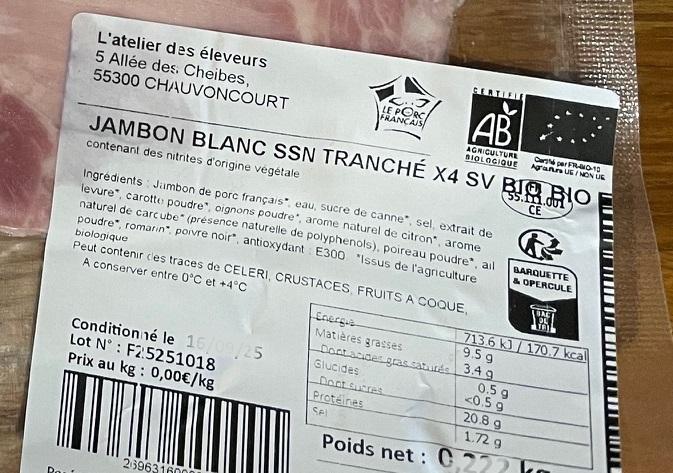 L'atelier des éleveurs
5 Allée des Cheibes,
55300 CHAUVONCOURT
LE PORC
FRANÇAIS
CERTIFIÉ
AB
AGRICULTURE
BIOLOGIQUE
Certifié par FR-BIO-10
Agriculture UE / NON UE
JAMBON BLANC SSN TRANCHÉ X4 SV BIO BIO
contenant des nitrites d'origine végétale
55.111.001
CE
Ingrédients : Jambon de porc français*, eau, sucre de canne*, sel, extrait de
levure*, carotte poudre*, oignons poudre*, arome naturel de citron*, arome
naturel de caroube* (présence naturelle de polyphenols), poireau poudre*, ail
poudre*, romarin*, poivre noir*, antioxydant : E300. *Issus de l'agriculture
biologique
Peut contenir des traces de CELERI, CRUSTACES, FRUITS A COQUE,
A conserver entre 0°C et +4°C
BARQUETTE
& OPERCULE
BAC
DE
TRI
Conditionné le 16/09/25
Lot N° : F25251018
Prix au kg : 0,00€/kg
Energie 713.6 kJ / 170.7 kcal
Matières grasses 9.5 g
Dont acides gras saturés 3.4 g
Glucides 0.5 g
Dont sucres <0.5 g
Protéines 20.8 g
Sel 1.72 g
Poids net : 0,222 kg